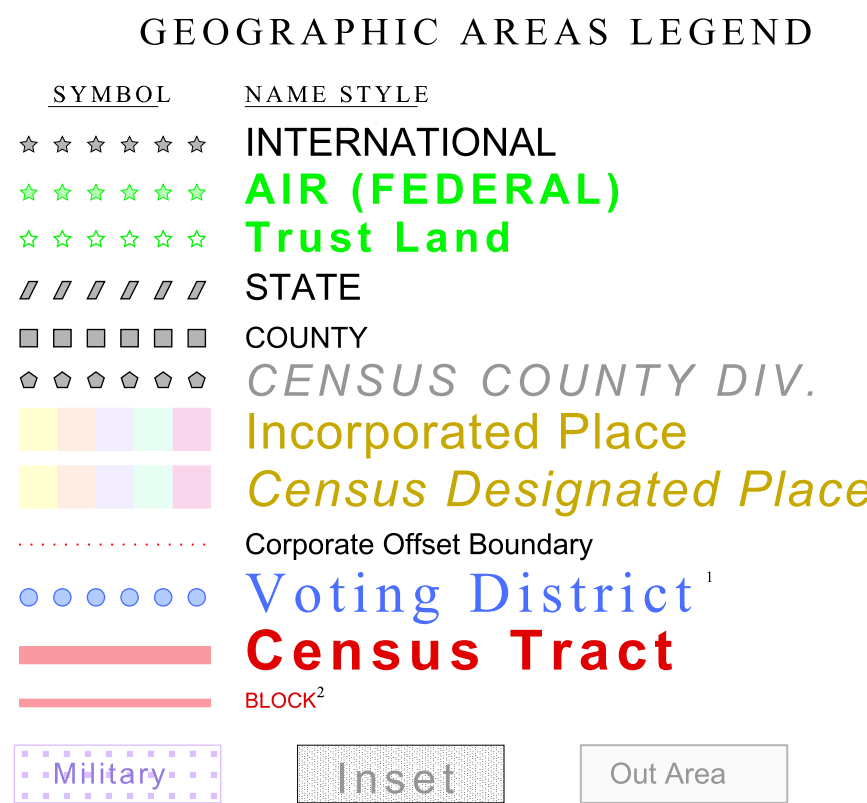 GEOGRAPHIC AREAS LEGEND
SYMBOL NAME STYLE
INTERNATIONAL
AIR (FEDERAL)
Trust Land
STATE
COUNTY
CENSUS COUNTY DIV.
Incorporated Place
Census Designated Place
Corporate Offset Boundary
Voting District 1
Census Tract
BLOCK2
Military Inset Out Area